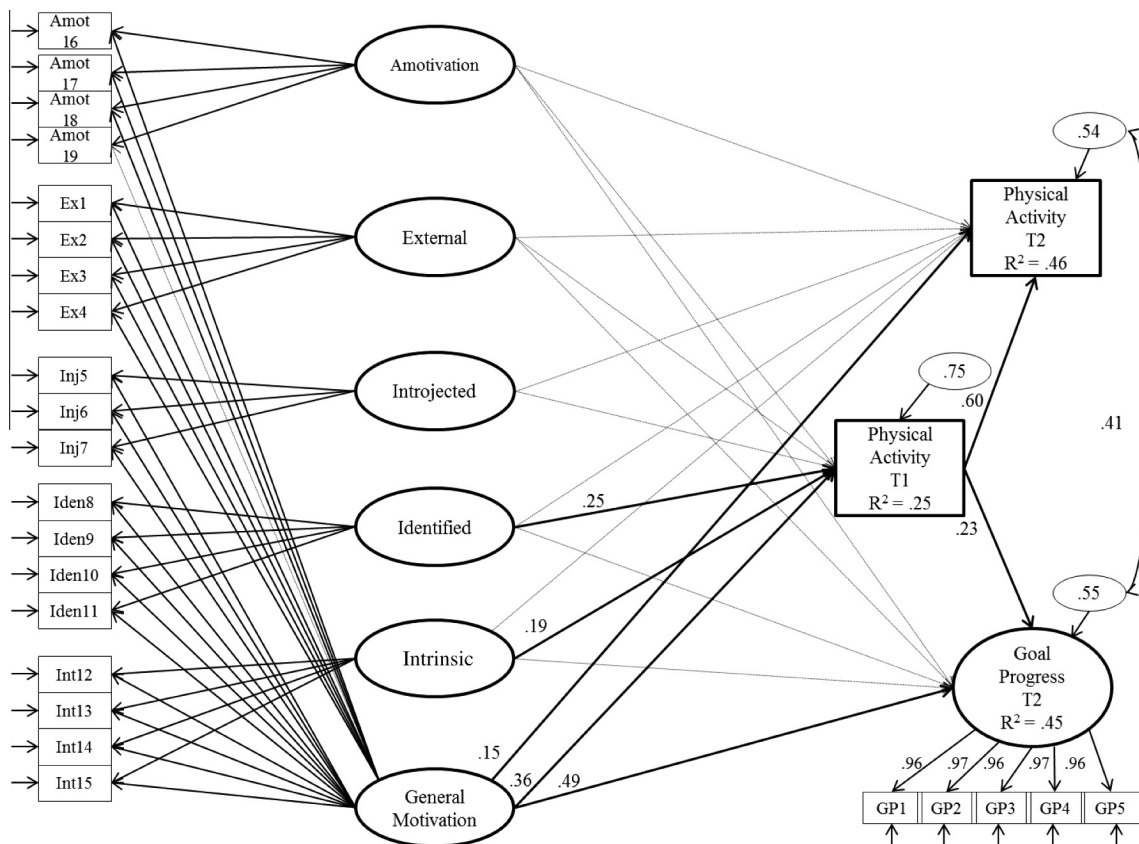 Amot
16
Amot
17
Amot
18
Amot
19
Ex1
Ex2
Ex3
Ex4
Inj5
Inj6
Inj7
Iden8
Iden9
Iden10
Iden11
Int12
Int13
Int14
Int15
Amotivation
External
Introjected
Identified
Intrinsic
General
Motivation
.25
.19
.15
.36
.49
.54
Physical
Activity
T2
R² = .46
.75
.60
Physical
Activity
T1
R² = .25
.23
.41
.55
Goal
Progress
T2
R² = .45
.96 .97 .96 .97 .96
GP1 GP2 GP3 GP4 GP5